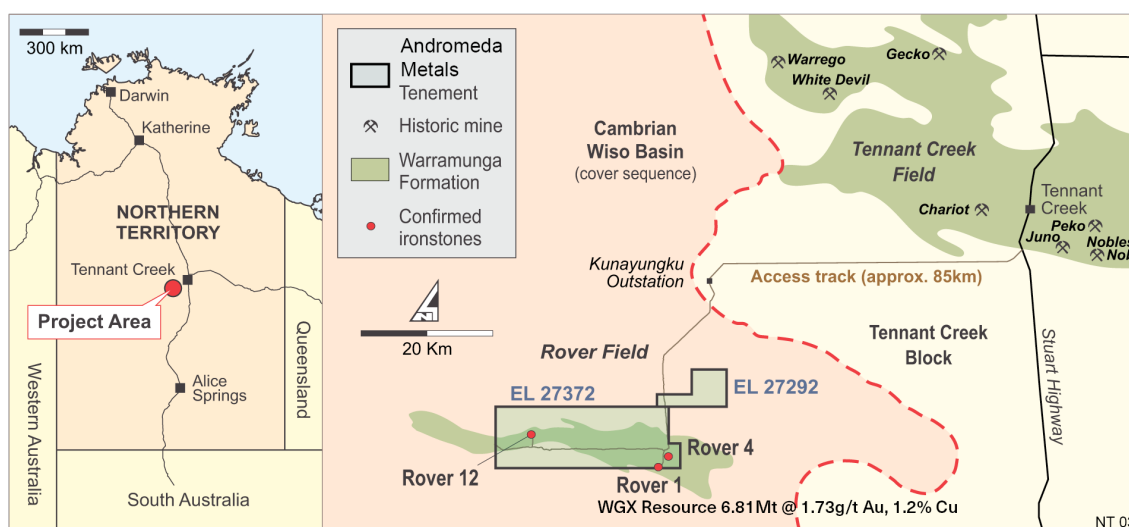 300 km
Darwin
Katherine
NORTHERN
TERRITORY
Tennant Creek
Project Area
Alice
Springs
Western Australia
Queensland
South Australia
Andromeda
Metals
Tenement
Historic mine
Warramunga
Formation
Confirmed
ironstones
20 Km
Cambrian
Wiso Basin
(cover sequence)
Warrego
Gecko
White Devil
Tennant Creek
Field
Chariot
Tennant
Creek
Peko
Juno
Nobles
Nob
Kunayungku
Outstation
Access track (approx. 85km)
Tennant Creek
Block
Stuart Highway
Rover Field
EL 27372
EL 27292
Rover 12
Rover 4
Rover 1
WGX Resource 6.81Mt @ 1.73g/t Au, 1.2% Cu